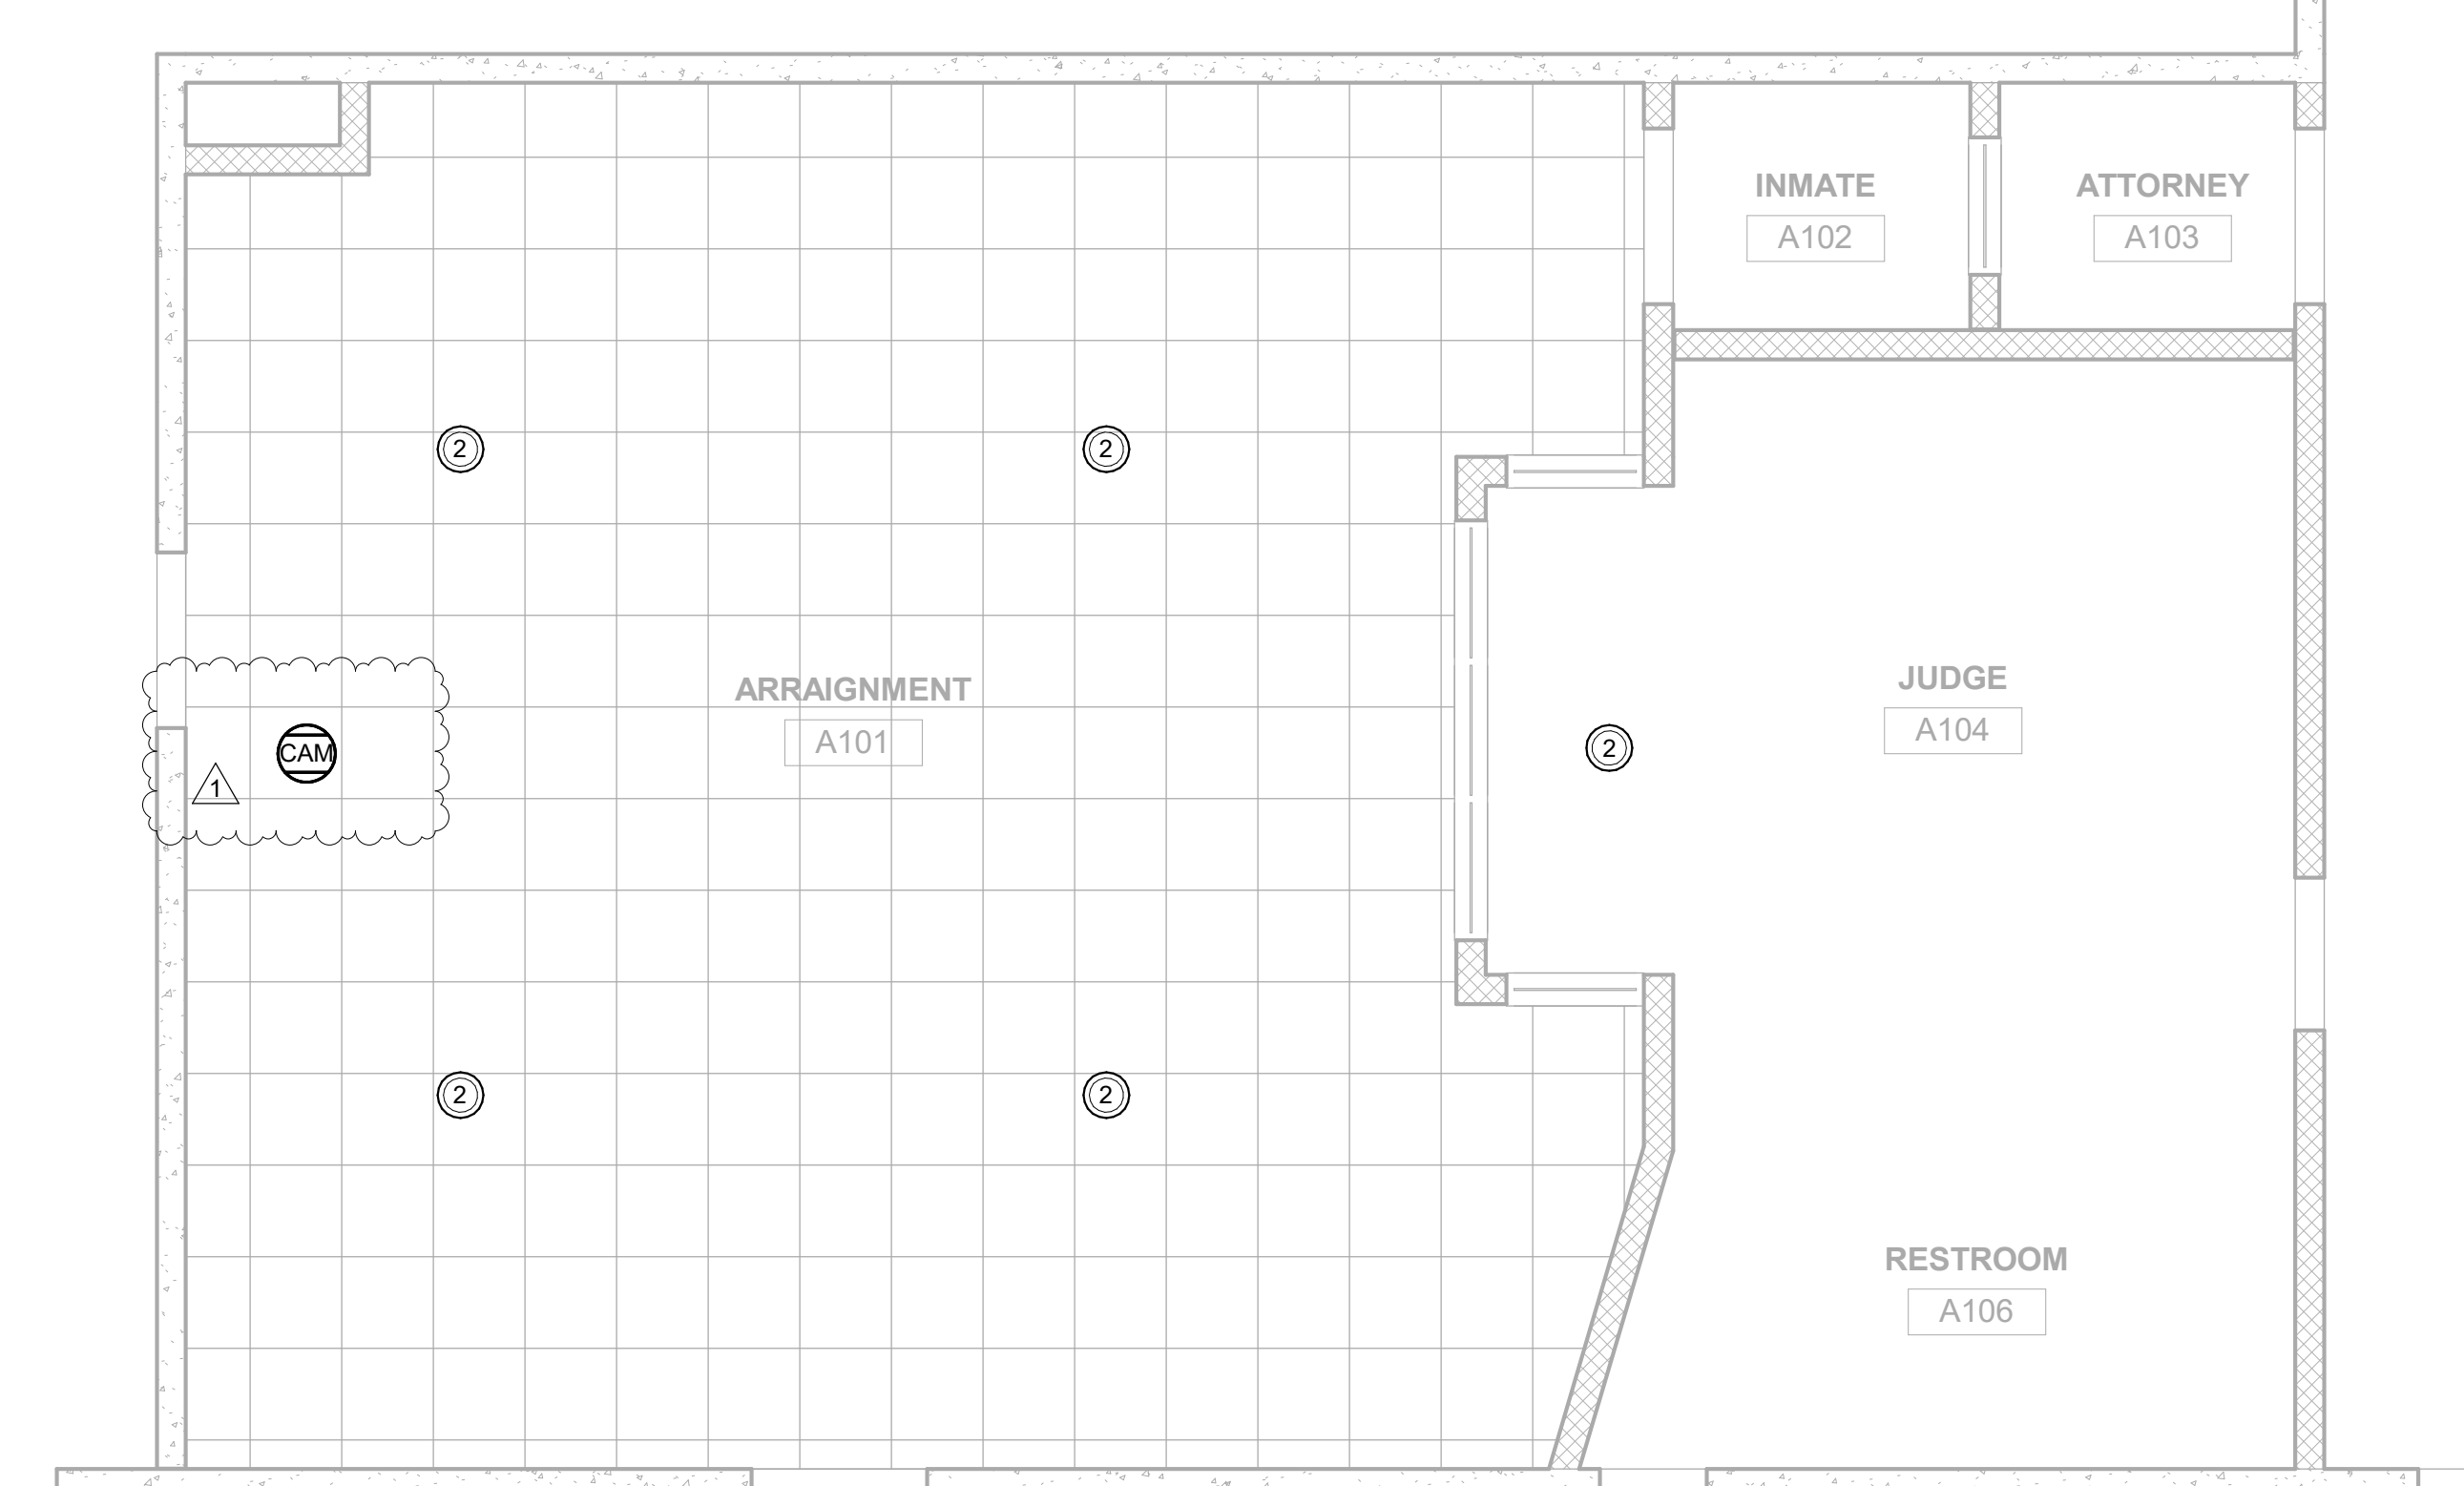 INMATE
A102
ATTORNEY
A103
2
2
ARRAIGNMENT
A101
JUDGE
A104
2
CAM
1
2
2
RESTROOM
A106